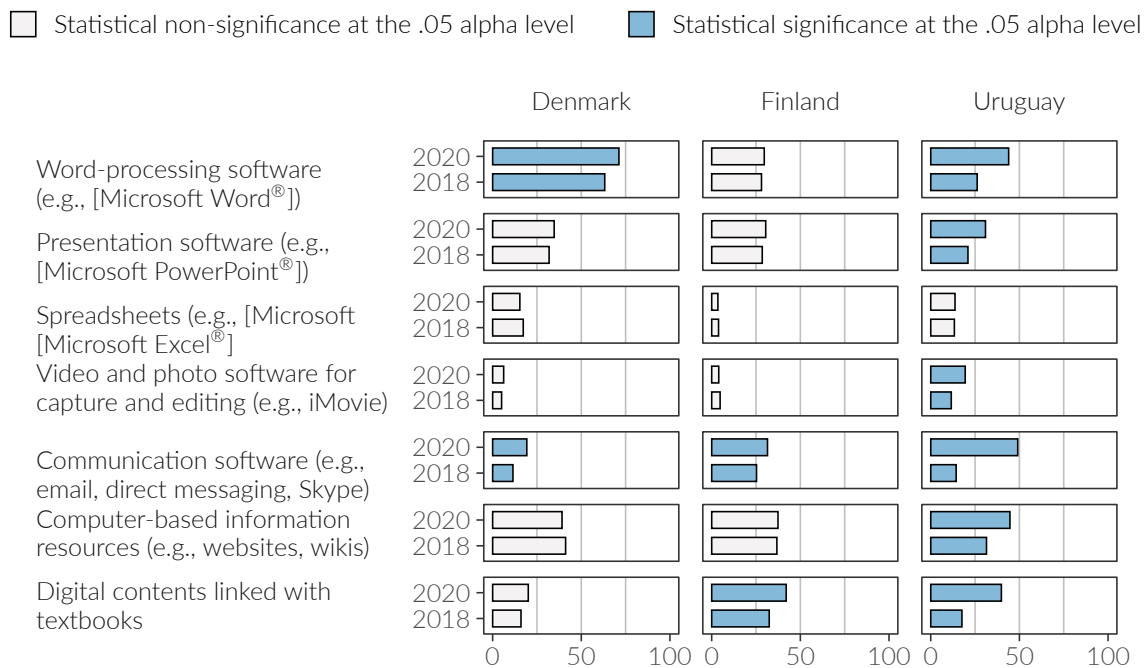 Statistical non-significance at the .05 alpha level
Statistical significance at the .05 alpha level
Denmark
Finland
Uruguay
Word-processing software
(e.g., [Microsoft Word®])
2020
2018
Presentation software (e.g.,
[Microsoft PowerPoint®])
2020
2018
Spreadsheets (e.g., [Microsoft
[Microsoft Excel®]
2020
2018
Video and photo software for
capture and editing (e.g., iMovie)
2020
2018
Communication software (e.g.,
email, direct messaging, Skype)
2020
2018
Computer-based information
resources (e.g., websites, wikis)
2020
2018
Digital contents linked with
textbooks
2020
2018
0 50 100
0 50 100
0 50 100